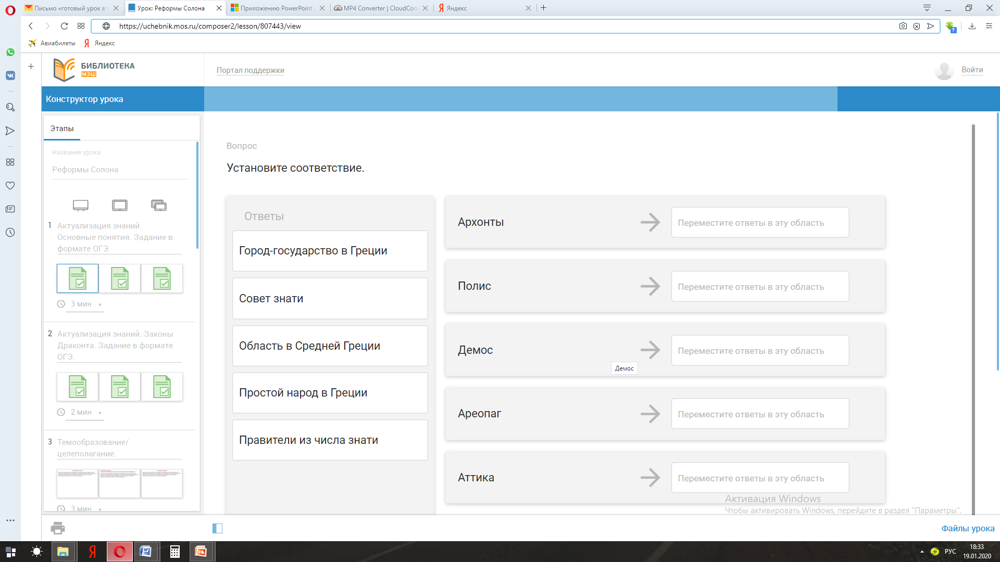 Письмо «готовый урок в
Урок: Реформы Солона
Приложению PowerPoint
MP4 Converter | CloudCon
Яндекс
https://uchebnik.mos.ru/composer2/lesson/807443/view
Авиабилеты
Яндекс
БИБЛИОТЕКА
МЭШ
Портал поддержки
Войти
Конструктор урока
Этапы
Название урока
Реформы Солона
1 Актуализация знаний.
Основные понятия. Задание в
формате ОГЭ.
3 мин
2 Актуализация знаний. Законы
Драконта. Задание в формате
ОГЭ.
2 мин
3 Темообразование/
целеполагание.
3 мин
Вопрос
Установите соответствие.
Ответы
Город-государство в Греции
Совет знати
Область в Средней Греции
Простой народ в Греции
Правители из числа знати
Архонты
Переместите ответы в эту область
Полис
Переместите ответы в эту область
Демос
Переместите ответы в эту область
Демос
Ареопаг
Переместите ответы в эту область
Аттика
Переместите ответы в эту область
Активация Windows
Чтобы активировать Windows, перейдите в раздел "Параметры".
Файлы урока
РУС
18:33
19.01.2020